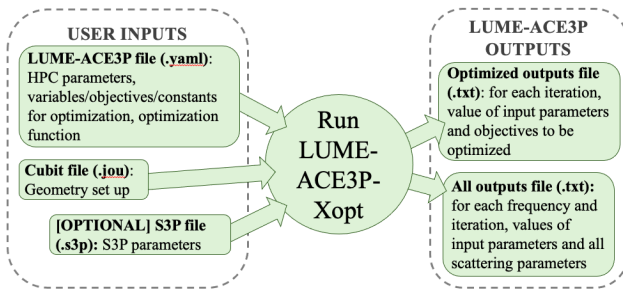 USER INPUTS
LUME-ACE3P file (.yaml):
HPC parameters,
variables/objectives/constants
for optimization, optimization
function
Cubit file (.jou):
Geometry set up
[OPTIONAL] S3P file
(.s3p): S3P parameters
Run
LUME-
ACE3P-
Xopt
LUME-ACE3P
OUTPUTS
Optimized outputs file
(.txt): for each iteration,
value of input parameters
and objectives to be
optimized
All outputs file (.txt):
for each frequency and
iteration, values of
input parameters and all
scattering parameters